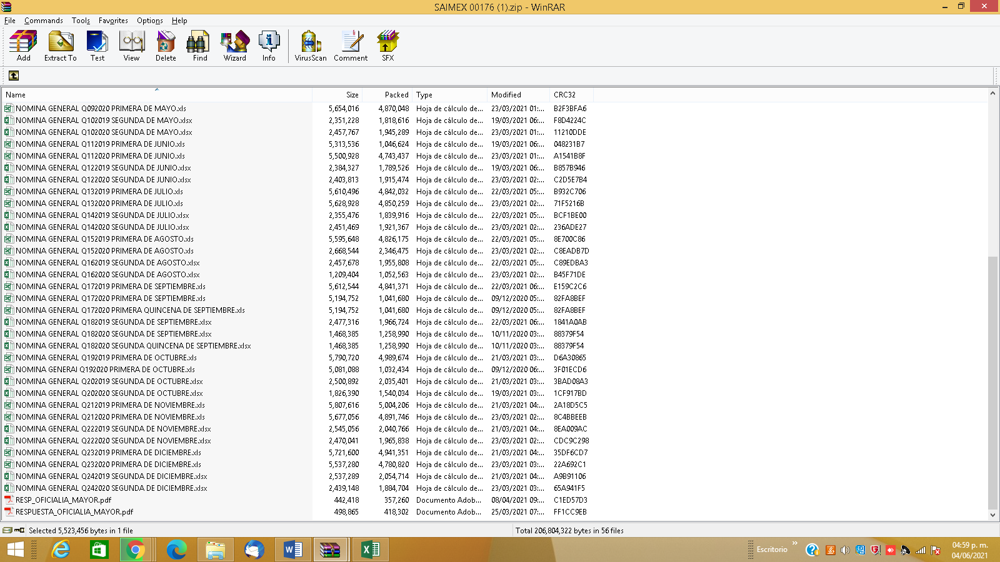 SAIMEX 00176 (1).zip - WinRAR
File Commands Tools Favorites Options Help
Add Extract To Test View Delete Find Wizard Info VirusScan Comment SFX
Name Size Packed Type Modified CRC32
NOMINA GENERAL Q092020 PRIMERA DE MAYO.xls 5,654,016 4,870,048 Hoja de cálculo de... 23/03/2021 01:... B2F3BFA6
NOMINA GENERAL Q102019 SEGUNDA DE MAYO.xlsx 2,351,228 1,818,616 Hoja de cálculo de... 19/03/2021 06:... F8D4224C
NOMINA GENERAL Q102020 SEGUNDA DE MAYO.xlsx 2,457,767 1,945,289 Hoja de cálculo de... 23/03/2021 01:... 11210DDE
NOMINA GENERAL Q112019 PRIMERA DE JUNIO.xls 5,313,536 1,046,624 Hoja de cálculo de... 19/03/2021 06:... 048231B7
NOMINA GENERAL Q112020 PRIMERA DE JUNIO.xls 5,500,928 4,743,437 Hoja de cálculo de... 23/03/2021 01:... A1541B8F
NOMINA GENERAL Q122019 SEGUNDA DE JUNIO.xlsx 2,384,327 1,789,526 Hoja de cálculo de... 19/03/2021 06:... B857B946
NOMINA GENERAL Q122020 SEGUNDA DE JUNIO.xlsx 2,403,813 1,915,474 Hoja de cálculo de... 23/03/2021 02:... C2D5E7B4
NOMINA GENERAL Q132019 PRIMERA DE JULIO.xls 5,610,496 4,842,032 Hoja de cálculo de... 22/03/2021 05:... B932C706
NOMINA GENERAL Q132020 PRIMERA DE JULIO.xls 5,628,928 4,850,259 Hoja de cálculo de... 23/03/2021 02:... 71F5216B
NOMINA GENERAL Q142019 SEGUNDA DE JULIO.xlsx 2,355,476 1,839,916 Hoja de cálculo de... 22/03/2021 05:... BCF1BE00
NOMINA GENERAL Q142020 SEGUNDA DE JULIO.xlsx 2,451,469 1,921,367 Hoja de cálculo de... 23/03/2021 02:... 236ADE27
NOMINA GENERAL Q152019 PRIMERA DE AGOSTO.xls 5,595,648 4,826,175 Hoja de cálculo de... 22/03/2021 05:... 8E700C86
NOMINA GENERAL Q152020 PRIMERA DE AGOSTO.xls 2,668,544 2,346,475 Hoja de cálculo de... 23/03/2021 02:... C8EADB7D
NOMINA GENERAL Q162019 SEGUNDA DE AGOSTO.xlsx 2,457,678 1,955,808 Hoja de cálculo de... 22/03/2021 05:... C89EDBA3
NOMINA GENERAL Q162020 SEGUNDA DE AGOSTO.xlsx 1,209,404 1,052,563 Hoja de cálculo de... 23/03/2021 02:... B45F71DE
NOMINA GENERAL Q172019 PRIMERA DE SEPTIEMBRE.xls 5,612,544 4,841,371 Hoja de cálculo de... 22/03/2021 06:... E159C2C6
NOMINA GENERAL Q172020 PRIMERA DE SEPTIEMBRE.xls 5,194,752 1,041,680 Hoja de cálculo de... 09/12/2020 05:... 82FA8BEF
NOMINA GENERAL Q172020 PRIMERA QUINCENA DE SEPTIEMBRE.xls 5,194,752 1,041,680 Hoja de cálculo de... 09/12/2020 05:... 82FA8BEF
NOMINA GENERAL Q182019 SEGUNDA DE SEPTIEMBRE.xlsx 2,477,316 1,966,724 Hoja de cálculo de... 22/03/2021 06:... 1841A0AB
NOMINA GENERAL Q182020 SEGUNDA DE SEPTIEMBRE.xlsx 1,468,385 1,258,990 Hoja de cálculo de... 10/11/2020 03:... 88379F54
NOMINA GENERAL Q182020 SEGUNDA QUINCENA DE SEPTIEMBRE.xlsx 1,468,385 1,258,990 Hoja de cálculo de... 10/11/2020 03:... 88379F54
NOMINA GENERAL Q192019 PRIMERA DE OCTUBRE.xls 5,790,720 4,989,674 Hoja de cálculo de... 21/03/2021 03:... D6A30865
NOMINA GENERAl Q192020 PRIMERA DE OCTUBRE.xls 5,081,088 1,032,434 Hoja de cálculo de... 09/12/2020 06:... 3F01ECD6
NOMINA GENERAL Q202019 SEGUNDA DE OCTUBRE.xlsx 2,500,892 2,035,401 Hoja de cálculo de... 21/03/2021 03:... 3BAD08A3
NOMINA GENERAL Q202020 SEGUNDA DE OCTUBRE.xlsx 1,826,390 1,540,034 Hoja de cálculo de... 19/03/2021 03:... 1CF917BD
NOMINA GENERAL Q212019 PRIMERA DE NOVIEMBRE.xls 5,807,616 5,004,206 Hoja de cálculo de... 21/03/2021 04:... 2A18D5C5
NOMINA GENERAL Q212020 PRIMERA DE NOVIEMBRE.xls 5,677,056 4,891,746 Hoja de cálculo de... 23/03/2021 02:... 8C4BBEEB
NOMINA GENERAL Q222019 SEGUNDA DE NOVIEMBRE.xlsx 2,545,056 2,040,766 Hoja de cálculo de... 21/03/2021 04:... 8EA009AC
NOMINA GENERAL Q222020 SEGUNDA DE NOVIEMBRE.xlsx 2,470,041 1,965,838 Hoja de cálculo de... 23/03/2021 02:... CDC9C298
NOMINA GENERAL Q232019 PRIMERA DE DICIEMBRE.xls 5,721,600 4,941,351 Hoja de cálculo de... 21/03/2021 04:... 35DF6CD7
NOMINA GENERAL Q232020 PRIMERA DE DICIEMBRE.xls 5,537,280 4,780,820 Hoja de cálculo de... 23/03/2021 03:... 22A692C1
NOMINA GENERAL Q242019 SEGUNDA DE DICIEMBRE.xlsx 2,537,289 2,054,714 Hoja de cálculo de... 21/03/2021 04:... A9B91106
NOMINA GENERAL Q242020 SEGUNDA DE DICIEMBRE.xlsx 2,439,148 1,884,704 Hoja de cálculo de... 23/03/2021 03:... 65A941F5
RESP_OFICIALIA_MAYOR.pdf 442,418 357,260 Documento Adob... 08/04/2021 09:... C1ED57D3
RESPUESTA_OFICIALIA_MAYOR.pdf 498,865 418,302 Documento Adob... 25/03/2021 07:... FF1CC9EB
Selected 5,523,456 bytes in 1 file Total 206,804,322 bytes in 56 files
Escritorio
04:59 p. m.
04/06/2021